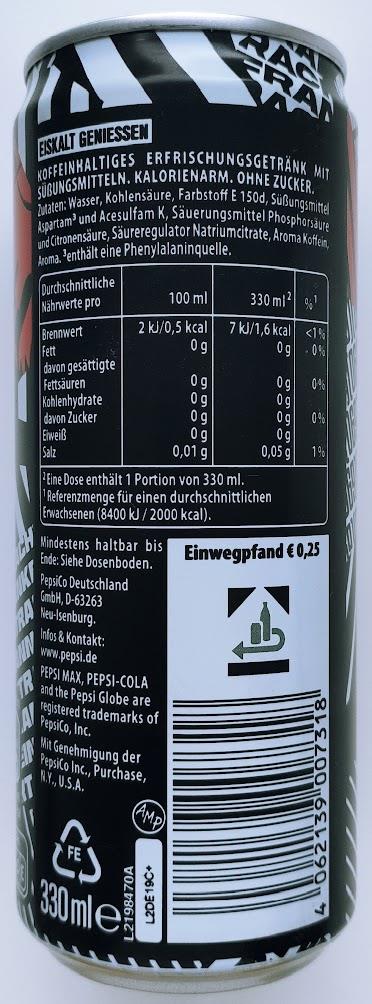 EISKALT GENIESSEN
KOFFEINHALTIGES ERFRISCHUNGSGETRÄNK MIT
SÜßUNGSMITTELN. KALORIENARM. OHNE ZUCKER.
Zutaten: Wasser, Kohlensäure, Farbstoff E 150d, Süßungsmittel
Aspartam³ und Acesulfam K, Säuerungsmittel Phosphorsäure
und Citronensäure, Säureregulator Natriumcitrate, Aroma Koffein,
Aroma. ³enthält eine Phenylalaninquelle.
Durchschnittliche
Nährwerte pro 100 ml 330 ml² %¹
Brennwert 2 kJ/0,5 kcal 7 kJ/1,6 kcal <1%
Fett 0 g 0 g 0%
davon gesättigte
Fettsäuren 0 g 0 g 0%
Kohlenhydrate 0 g 0 g
davon Zucker 0 g 0 g 0%
Eiweiß 0 g 0 g
Salz 0,01 g 0,05 g 1%
²Eine Dose enthält 1 Portion von 330 ml.
¹Referenzmenge für einen durchschnittlichen
Erwachsenen (8400 kJ / 2000 kcal).
Mindestens haltbar bis
Ende: Siehe Dosenboden.
PepsiCo Deutschland
GmbH, D-63263
Neu-Isenburg.
Infos & Kontakt:
www.pepsi.de
PEPSI MAX, PEPSI-COLA
and the Pepsi Globe are
registered trademarks of
PepsiCo, Inc.
Mit Genehmigung der
PepsiCo Inc., Purchase,
N.Y., U.S.A.
Einwegpfand € 0,25
4 062139 007318
AMP
FE
330 ml e
L2198470A
L2DE19C+